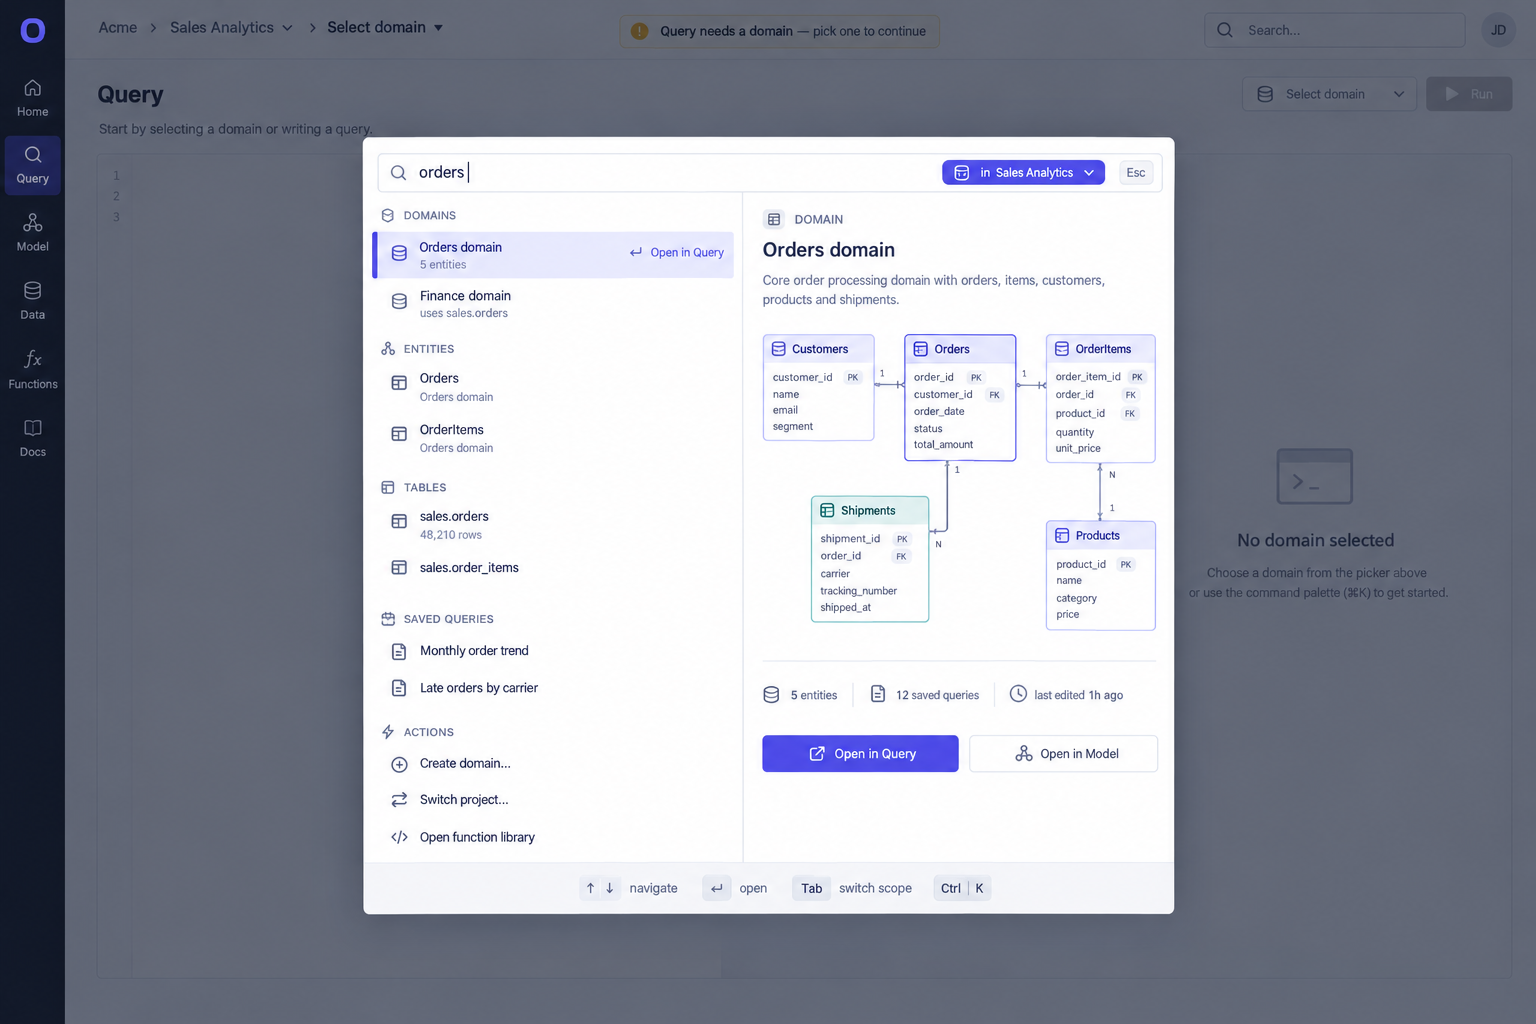 Acme
Sales Analytics
Select domain
Query needs a domain — pick one to continue
Search...
JD
Home
Query
Model
Data
fx
Functions
Docs
Query
Start by selecting a domain or writing a query.
Select domain
Run
1
2
3
orders
in Sales Analytics
Esc
DOMAINS
Orders domain
5 entities
Open in Query
Finance domain
uses sales.orders
ENTITIES
Orders
Orders domain
OrderItems
Orders domain
TABLES
sales.orders
48,210 rows
sales.order_items
SAVED QUERIES
Monthly order trend
Late orders by carrier
ACTIONS
Create domain...
Switch project...
Open function library
DOMAIN
Orders domain
Core order processing domain with orders, items, customers,
products and shipments.
Customers
customer_id PK
name
email
segment
1
Orders
order_id PK
customer_id FK
order_date
status
total_amount
1
OrderItems
order_item_id PK
order_id FK
product_id FK
quantity
unit_price
1
N
N
1
Shipments
shipment_id PK
order_id FK
carrier
tracking_number
shipped_at
Products
product_id PK
name
category
price
5 entities
12 saved queries
last edited 1h ago
Open in Query
Open in Model
No domain selected
Choose a domain from the picker above
or use the command palette (⌘K) to get started.
↑ ↓ navigate
↵ open
Tab switch scope
Ctrl K